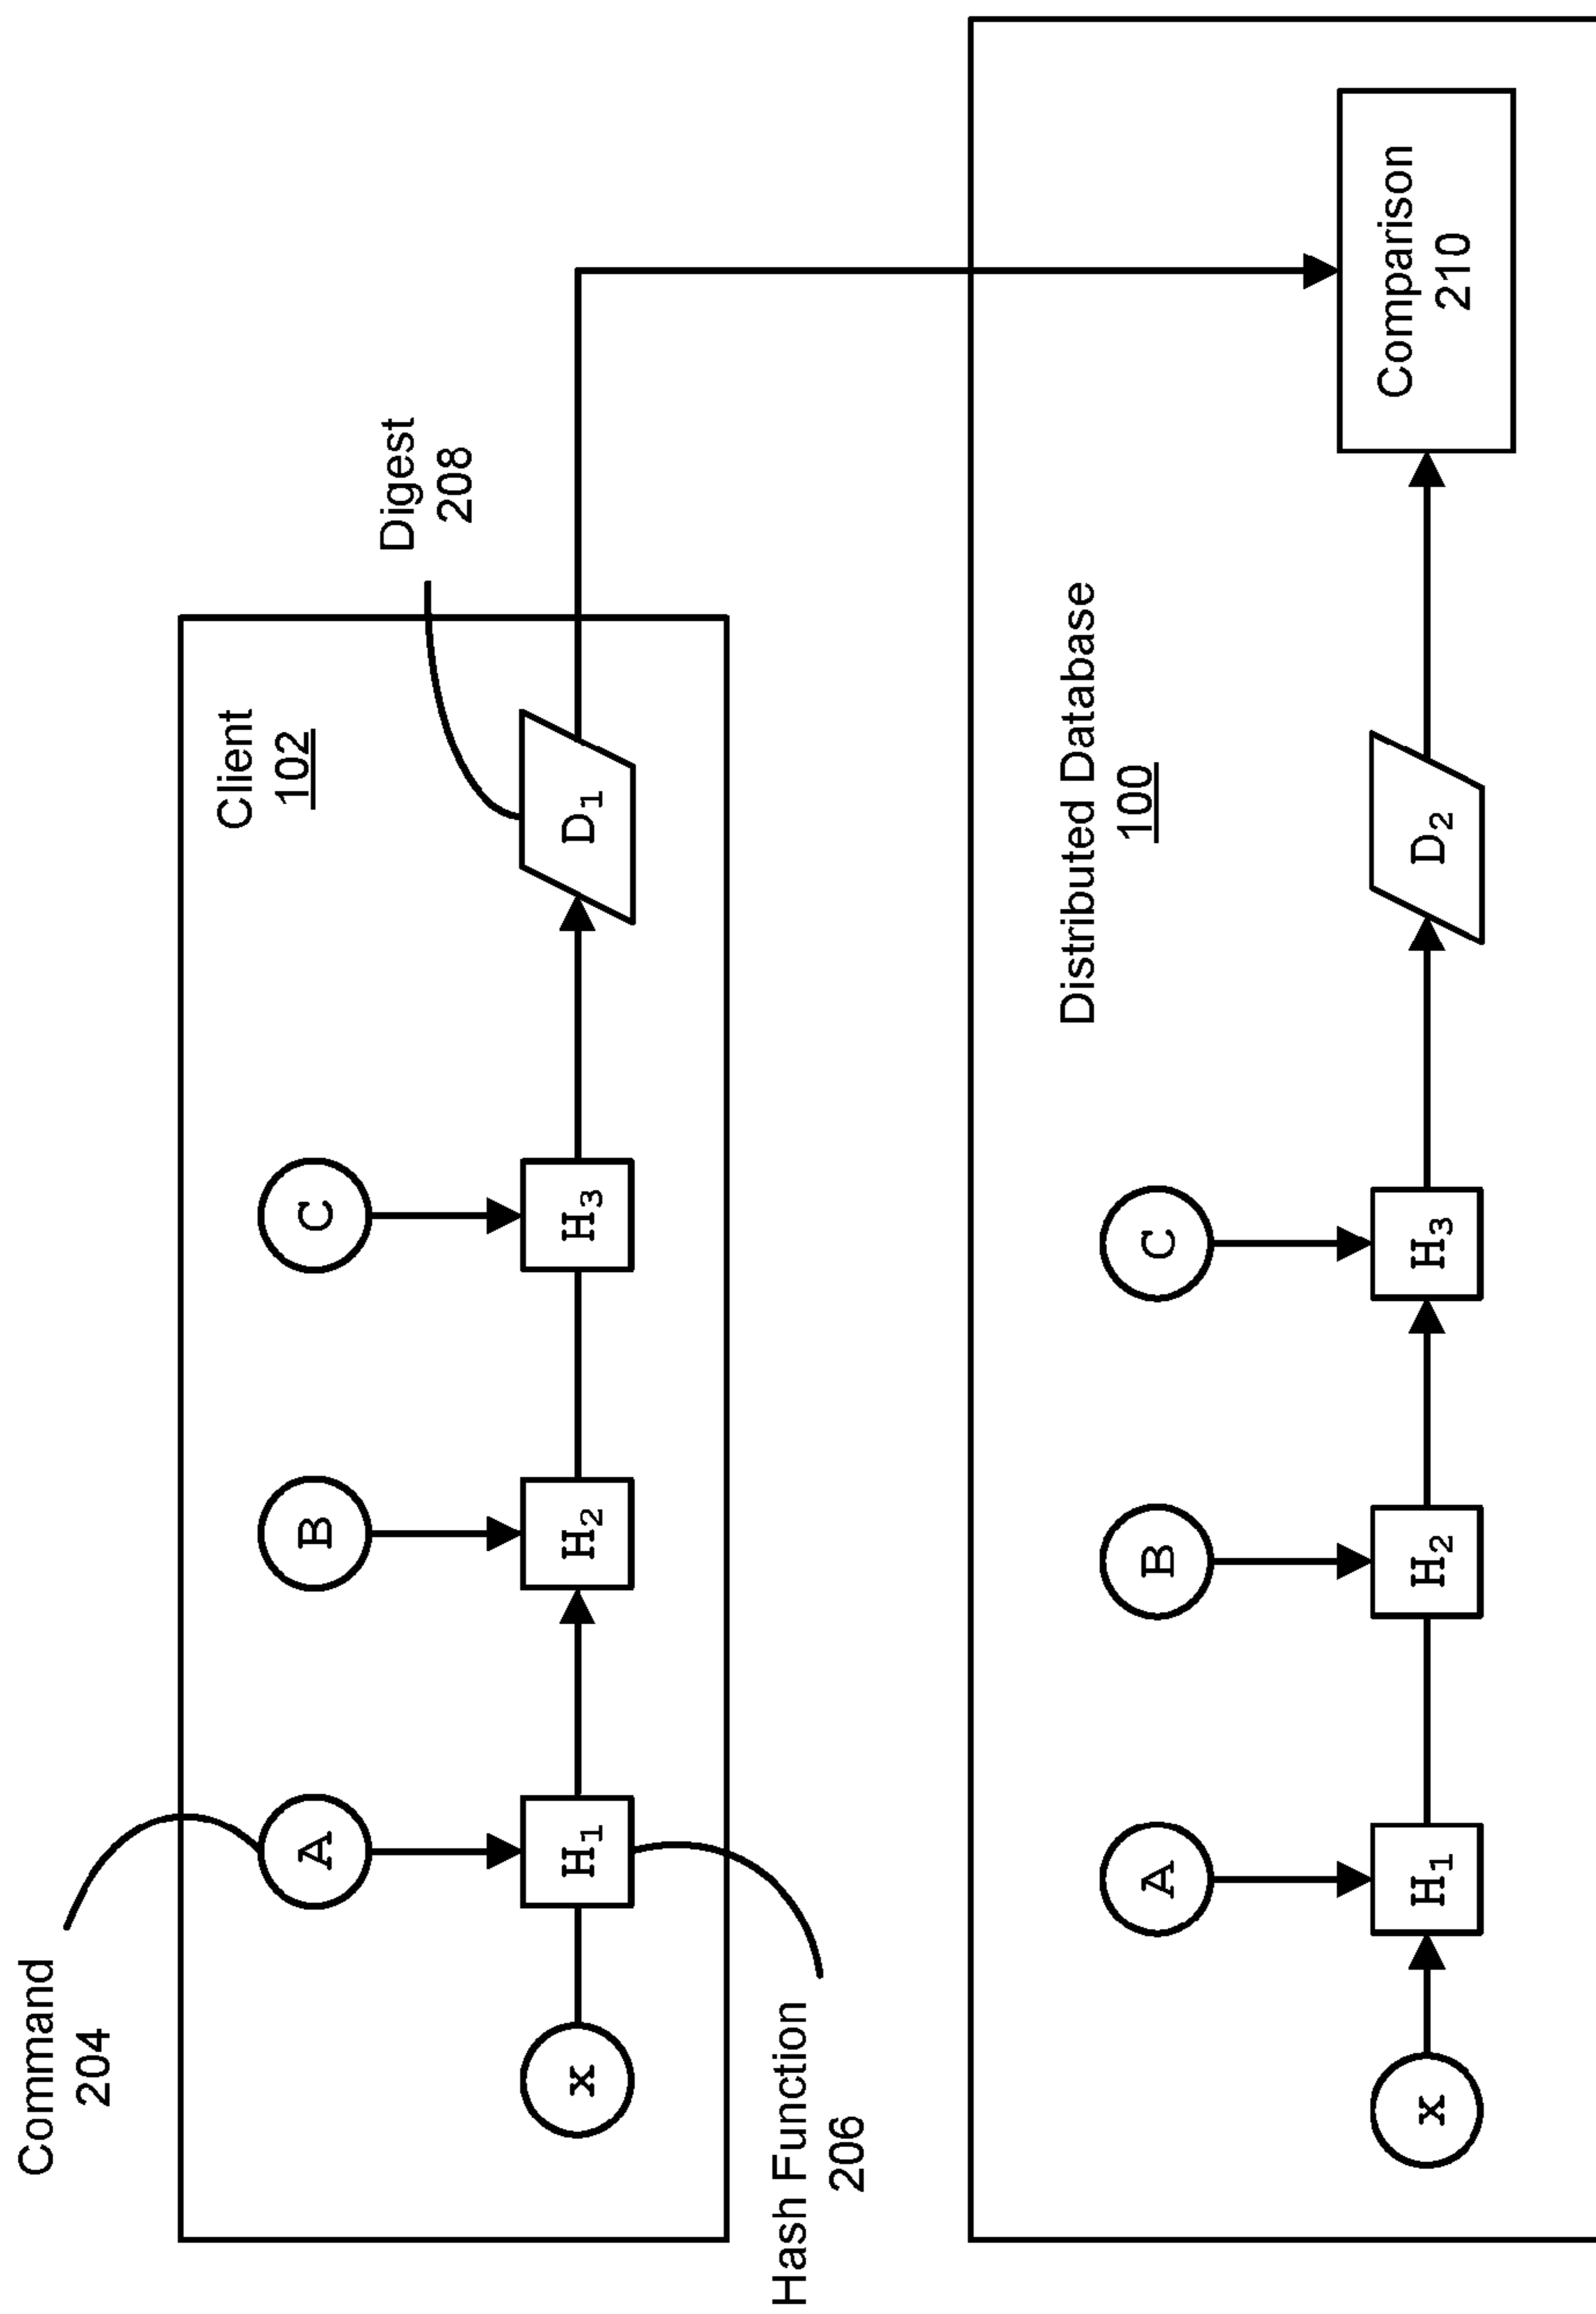 Command
204
Client
102
Digest
208
A
B
C
x
H₁
H₂
H₃
D₁
Hash Function
206
Distributed Database
100
A
B
C
x
H₁
H₂
H₃
D₂
Comparison
210